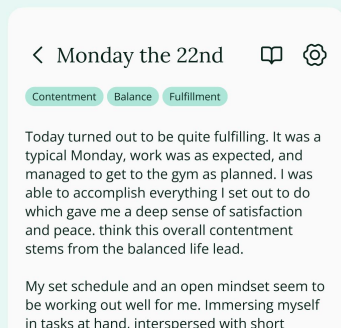 Monday the 22nd
Contentment Balance Fulfillment
Today turned out to be quite fulfilling. It was a
typical Monday, work was as expected, and
managed to get to the gym as planned. I was
able to accomplish everything I set out to do
which gave me a deep sense of satisfaction
and peace. think this overall contentment
stems from the balanced life lead.
My set schedule and an open mindset seem to
be working out well for me. Immersing myself
in tasks at hand, interspersed with short